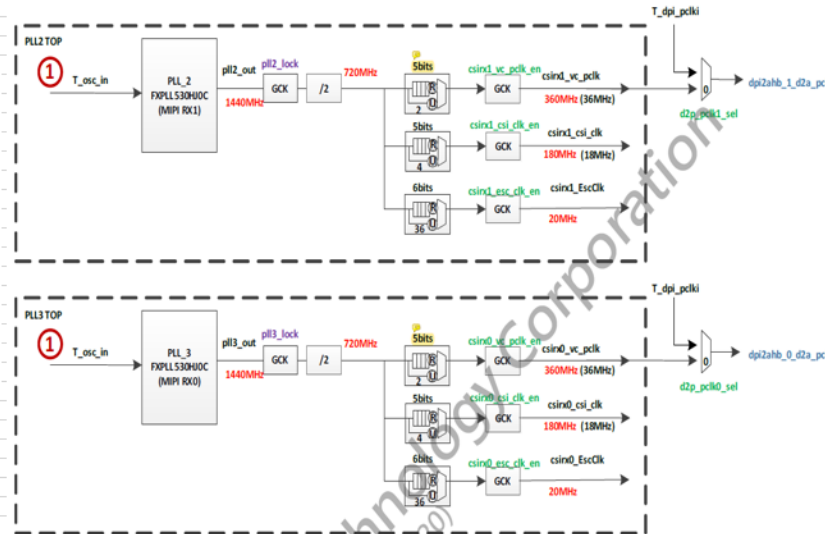 T_dpi_pclki
PLL2 TOP
1
T_osc_in
PLL_2
FXPLL530HJ0C
(MIPI RX1)
pll2_out
1440MHz
pll2_lock
GCK
/2
720MHz
5bits
2
csirx1_vc_pclk_en
GCK
csirx1_vc_pclk
360MHz (36MHz)
0
dpi2ahb_1_d2a_pc
d2p_pclk1_sel
5bits
4
csirx1_csi_clk_en
GCK
csirx1_csi_clk
180MHz (18MHz)
6bits
36
csirx1_esc_clk_en
GCK
csirx1_EscClk
20MHz
T_dpi_pclki
PLL3 TOP
1
T_osc_in
PLL_3
FXPLL530HJ0C
(MIPI RX0)
pll3_out
1440MHz
pll3_lock
GCK
/2
720MHz
5bits
2
csirx0_vc_pclk_en
GCK
csirx0_vc_pclk
360MHz (36MHz)
0
dpi2ahb_0_d2a_pc
d2p_pclk0_sel
5bits
4
csirx0_csi_clk_en
GCK
csirx0_csi_clk
180MHz (18MHz)
6bits
36
csirx0_esc_clk_en
GCK
csirx0_EscClk
20MHz
hnology Corporation
20)